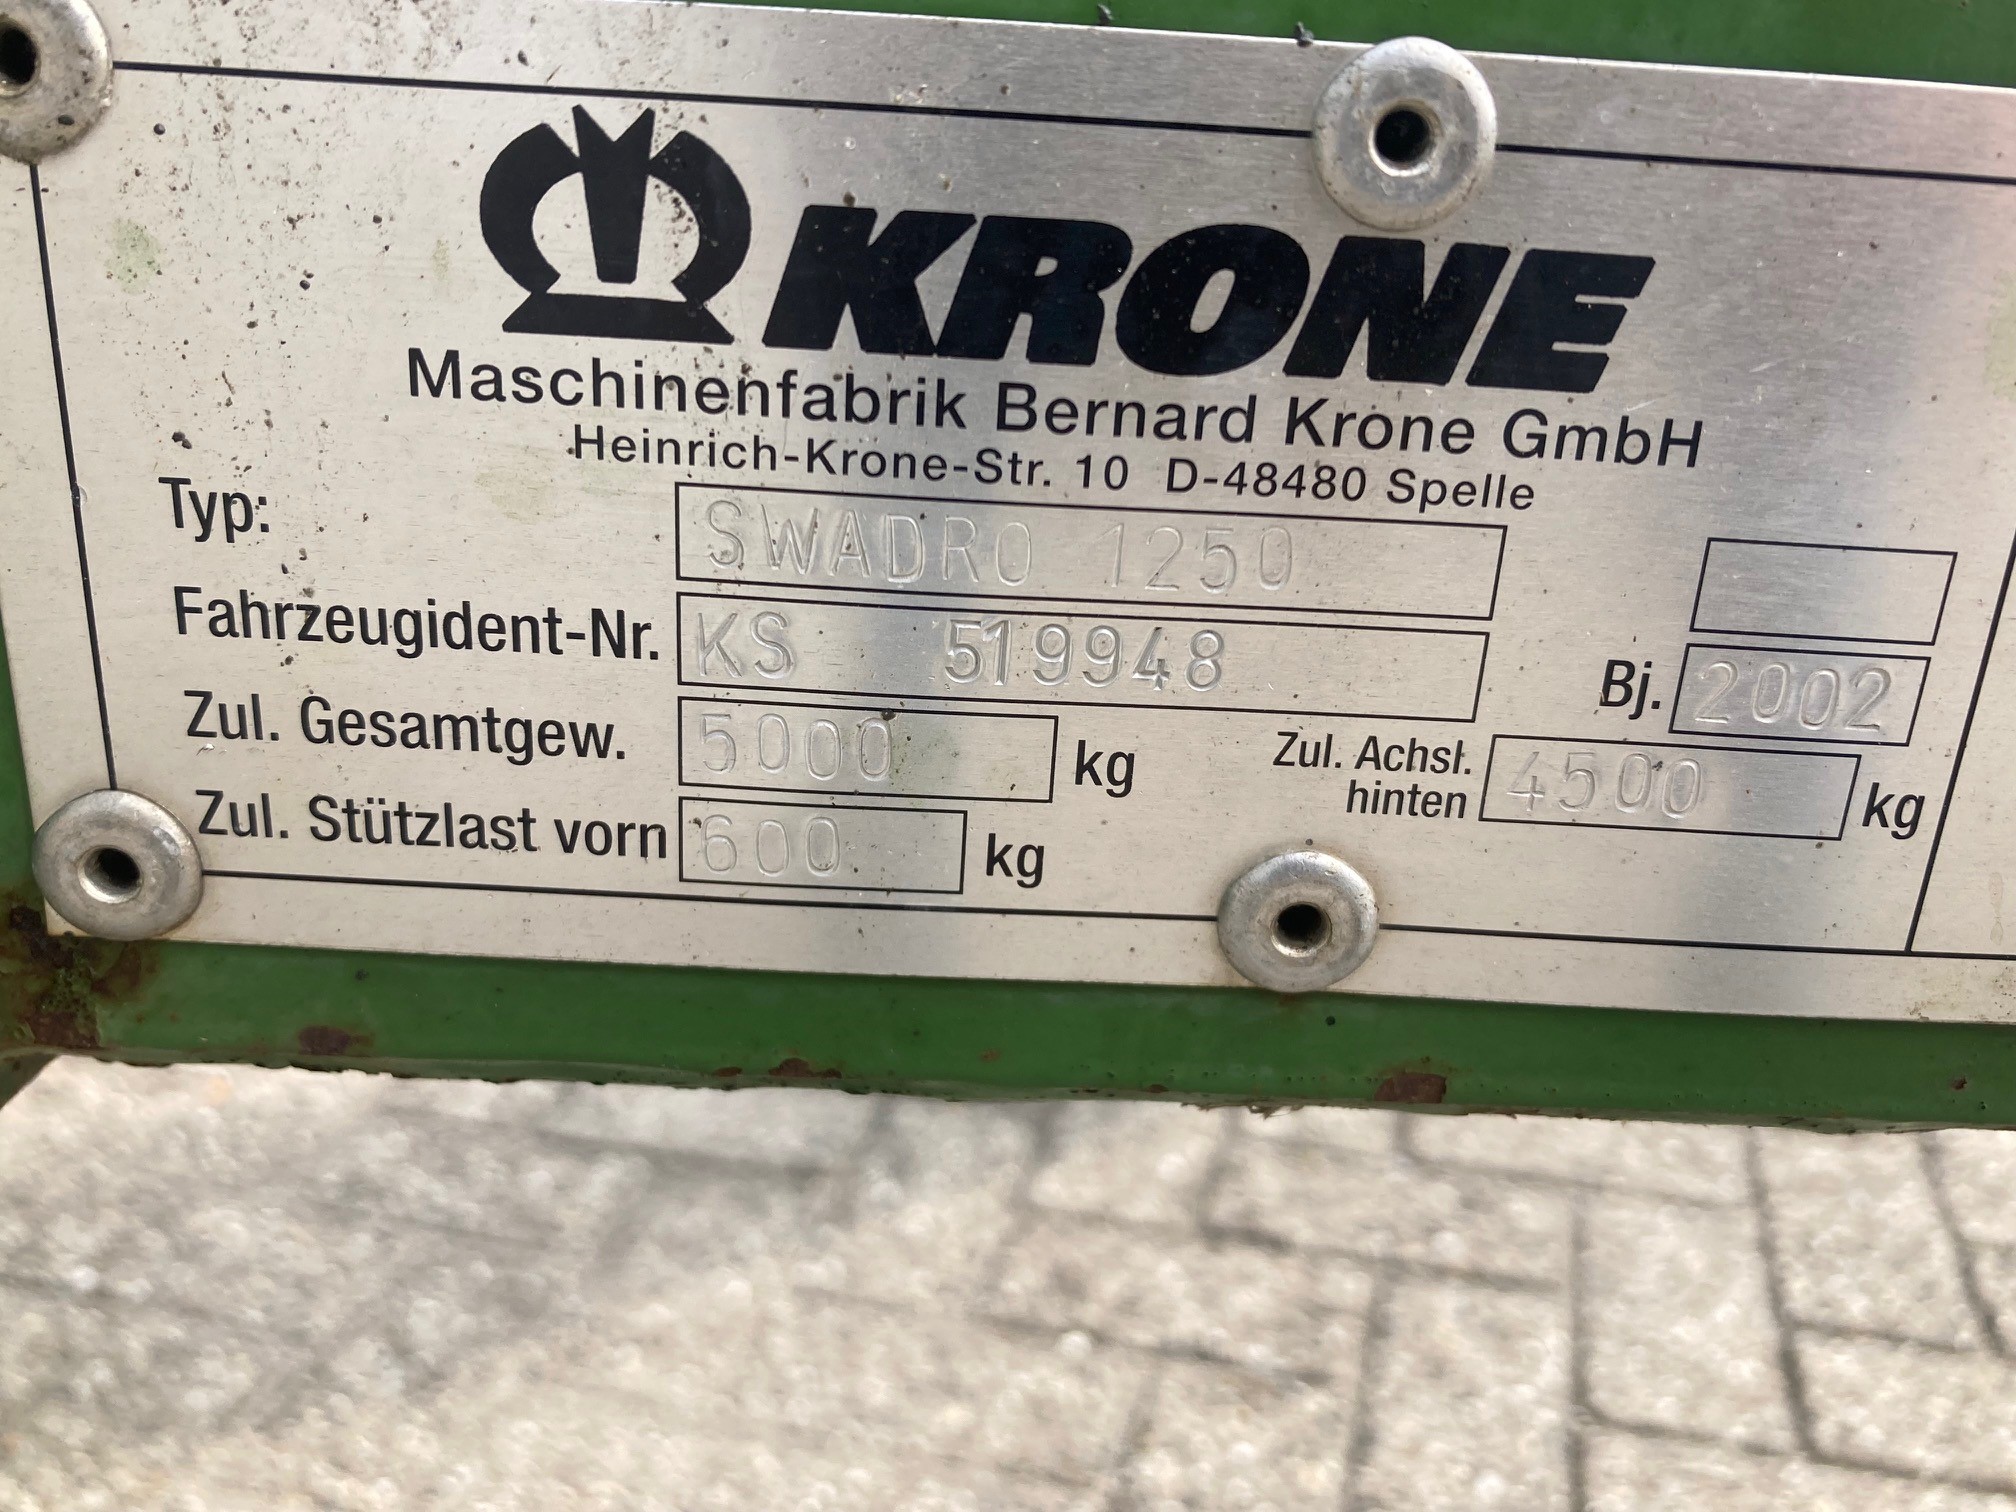 KRONE
Maschinenfabrik Bernard Krone GmbH
Heinrich-Krone-Str. 10 D-48480 Spelle
Typ: SWADRO 1250
Fahrzeugident-Nr. KS 519948 Bj. 2002
Zul. Gesamtgew. 5000 kg Zul. Achsl. hinten 4500 kg
Zul. Stützlast vorn 600 kg